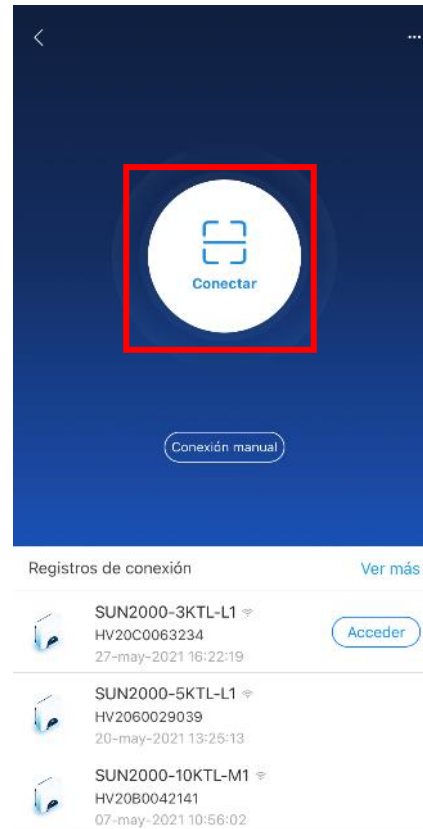 Conectar
Conexión manual
Registros de conexión Ver más
SUN2000-3KTL-L1
HV20C0063234
Acceder
27-may-2021 16:22:19
SUN2000-5KTL-L1
HV2060029039
20-may-2021 13:25:13
SUN2000-10KTL-M1
HV20B0042141
07-may-2021 10:56:02